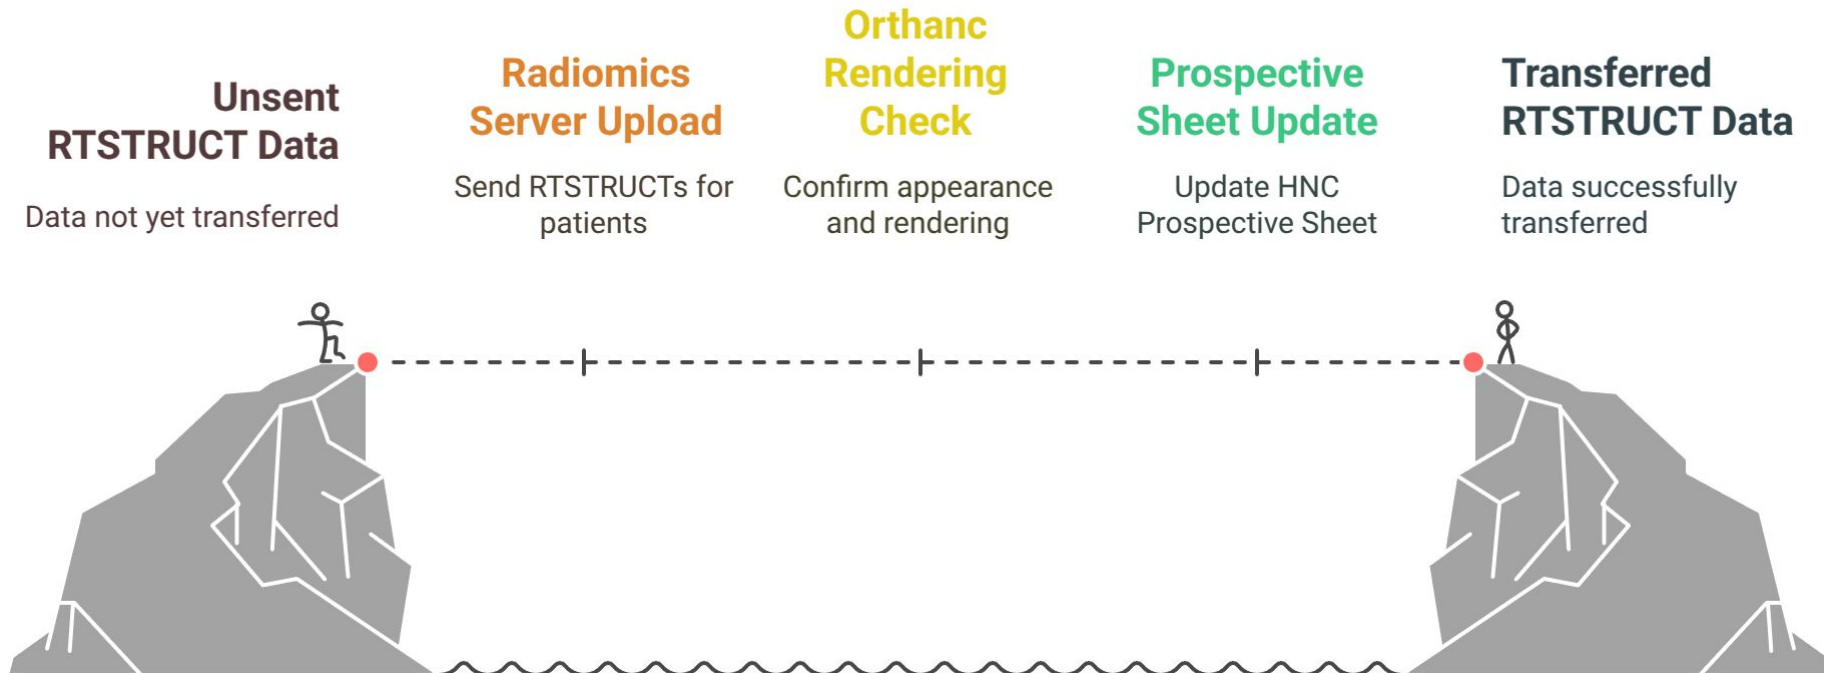 Unsent
RTSTRUCT Data
Data not yet transferred
Radiomics
Server Upload
Send RTSTRUCTs for
patients
Orthanc
Rendering
Check
Confirm appearance
and rendering
Prospective
Sheet Update
Update HNC
Prospective Sheet
Transferred
RTSTRUCT Data
Data successfully
transferred